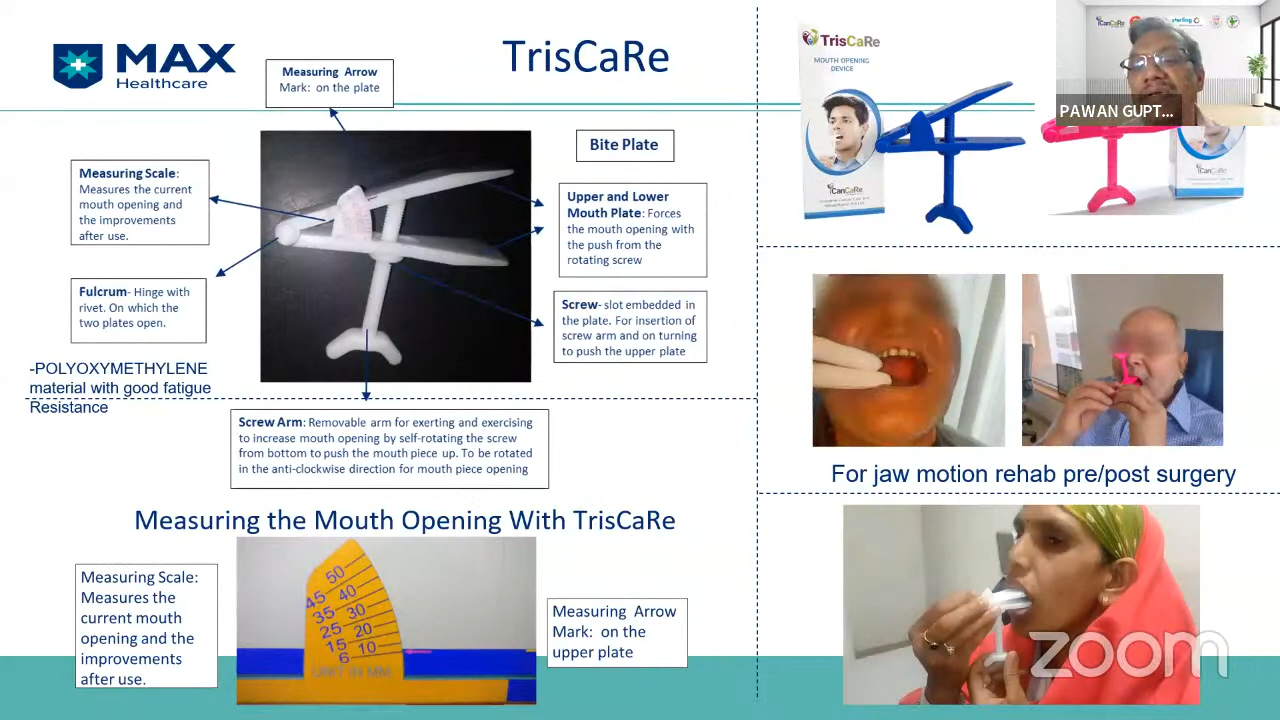 MAX
Healthcare
TrisCaRe
Measuring Arrow
Mark: on the plate
Bite Plate
Measuring Scale:
Measures the current
mouth opening and
the improvements
after use.
Upper and Lower
Mouth Plate: Forces
the mouth opening with
the push from the
rotating screw
Fulcrum- Hinge with
rivet. On which the
two plates open.
Screw- slot embedded in
the plate. For insertion of
screw arm and on turning
to push the upper plate
-POLYOXYMETHYLENE
material with good fatigue
Resistance
Screw Arm: Removable arm for exerting and exercising
to increase mouth opening by self-rotating the screw
from bottom to push the mouth piece up. To be rotated
in the anti-clockwise direction for mouth piece opening
Measuring the Mouth Opening With TrisCaRe
Measuring Scale:
Measures the
current mouth
opening and the
improvements
after use.
50
45 40
35 30
25 20
15 10
6
UNIT IN MM
Measuring Arrow
Mark: on the
upper plate
TrisCaRe
MOUTH OPENING
DEVICE
iCanCaRe
PAWAN GUPT...
iCanCaRe
sterling
iCanCaRe
For jaw motion rehab pre/post surgery
zoom